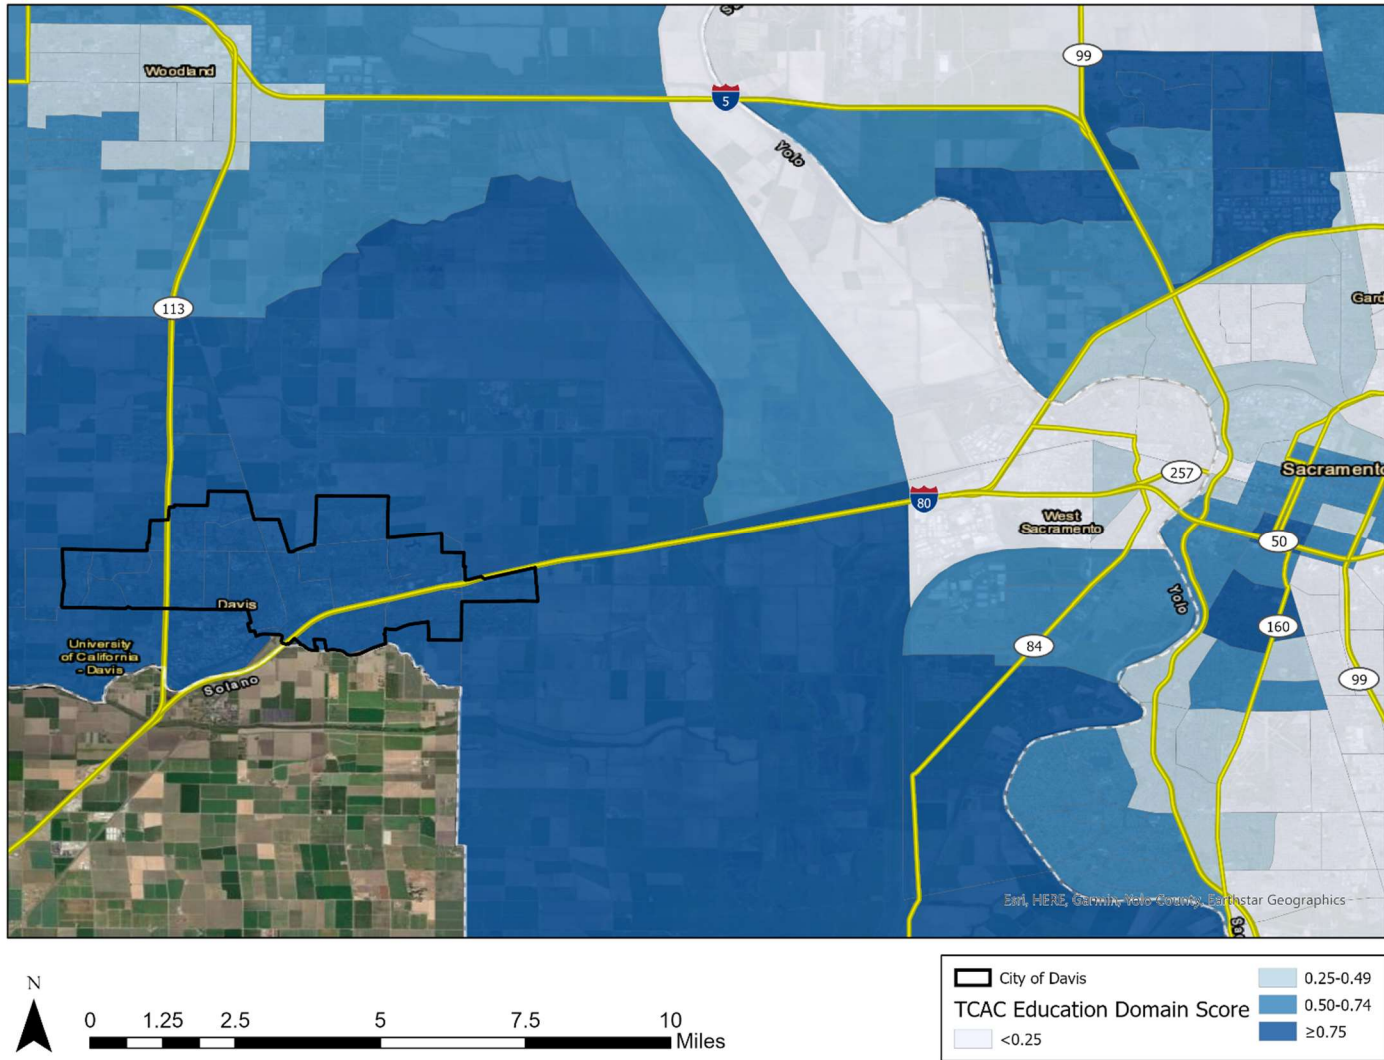 99
Woodland
5
Yolo
113
Gard
257
Sacramento
80
West
Sacramento
50
Davis
Yolo
160
University
of California
- Davis
84
Solano
99
Esri, HERE, Garmin, Yolo County, Earthstar Geographics
N
0 1.25 2.5 5 7.5 10
Miles
City of Davis
TCAC Education Domain Score
<0.25
0.25-0.49
0.50-0.74
≥0.75